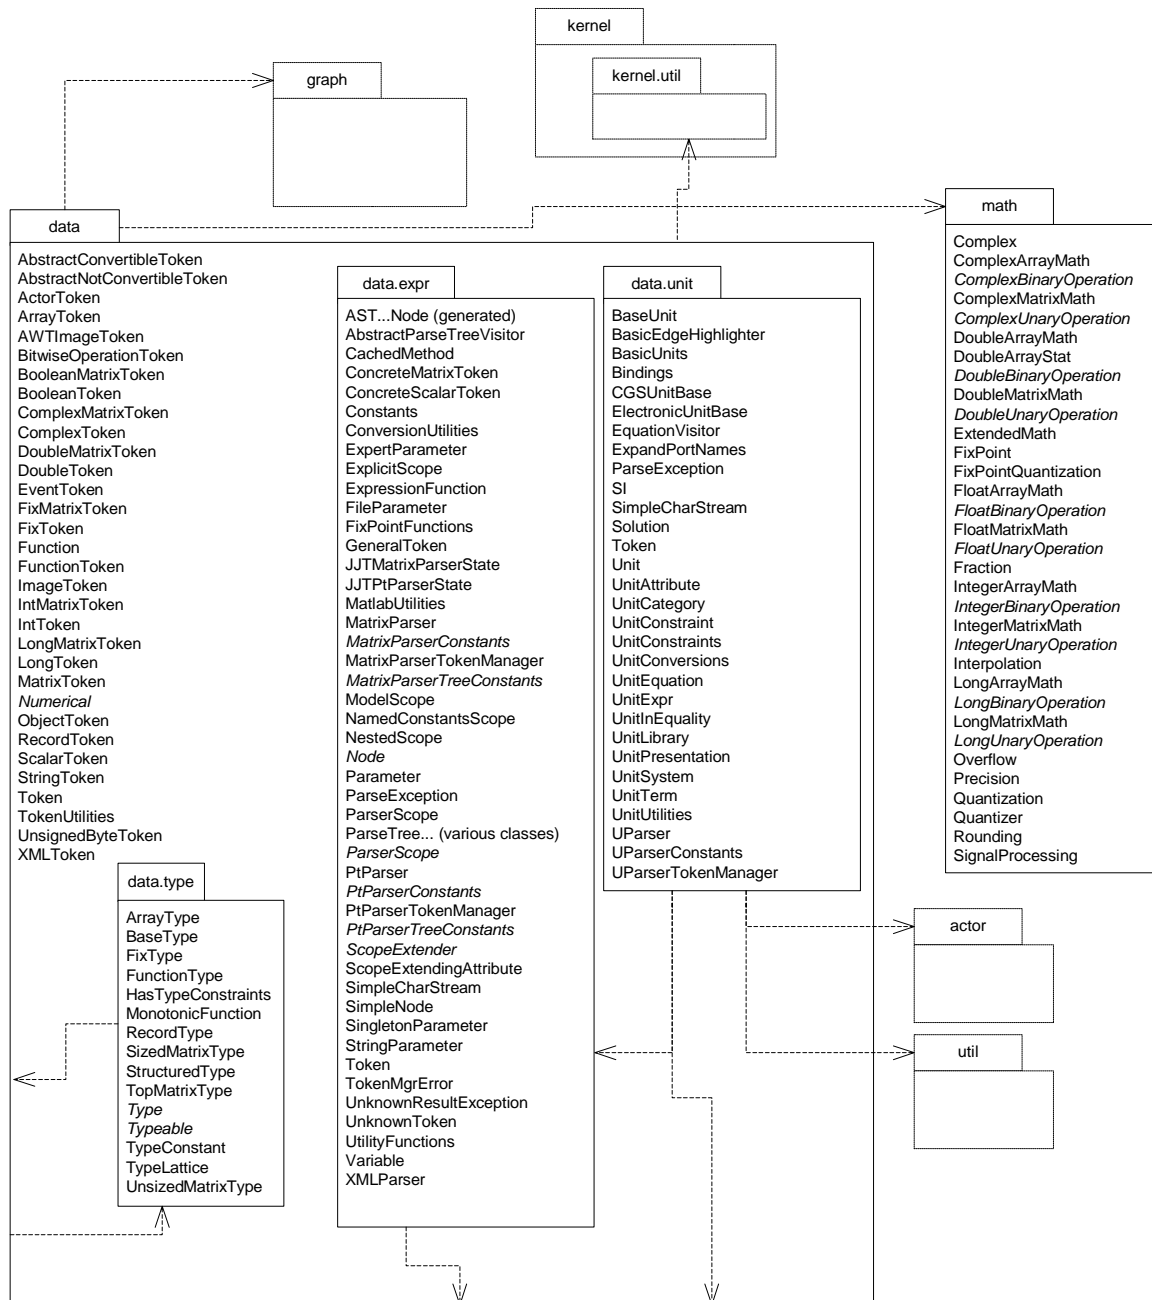 kernel
kernel.util
graph
data
AbstractConvertibleToken
AbstractNotConvertibleToken
ActorToken
ArrayToken
AWTImageToken
BitwiseOperationToken
BooleanMatrixToken
BooleanToken
ComplexMatrixToken
ComplexToken
DoubleMatrixToken
DoubleToken
EventToken
FixMatrixToken
FixToken
Function
FunctionToken
ImageToken
IntMatrixToken
IntToken
LongMatrixToken
LongToken
MatrixToken
Numerical
ObjectToken
RecordToken
ScalarToken
StringToken
Token
TokenUtilities
UnsignedByteToken
XMLToken
data.type
ArrayType
BaseType
FixType
FunctionType
HasTypeConstraints
MonotonicFunction
RecordType
SizedMatrixType
StructuredType
TopMatrixType
Type
Typeable
TypeConstant
TypeLattice
UnsizedMatrixType
data.expr
AST...Node (generated)
AbstractParseTreeVisitor
CachedMethod
ConcreteMatrixToken
ConcreteScalarToken
Constants
ConversionUtilities
ExpertParameter
ExplicitScope
ExpressionFunction
FileParameter
FixPointFunctions
GeneralToken
JJTMatrixParserState
JJTPtParserState
MatlabUtilities
MatrixParser
MatrixParserConstants
MatrixParserTokenManager
MatrixParserTreeConstants
ModelScope
NamedConstantsScope
NestedScope
Node
Parameter
ParseException
ParserScope
ParseTree... (various classes)
ParserScope
PtParser
PtParserConstants
PtParserTokenManager
PtParserTreeConstants
ScopeExtender
ScopeExtendingAttribute
SimpleCharStream
SimpleNode
SingletonParameter
StringParameter
Token
TokenMgrError
UnknownResultException
UnknownToken
UtilityFunctions
Variable
XMLParser
data.unit
BaseUnit
BasicEdgeHighlighter
BasicUnits
Bindings
CGSUnitBase
ElectronicUnitBase
EquationVisitor
ExpandPortNames
ParseException
SI
SimpleCharStream
Solution
Token
Unit
UnitAttribute
UnitCategory
UnitConstraint
UnitConstraints
UnitConversions
UnitEquation
UnitExpr
UnitInEquality
UnitLibrary
UnitPresentation
UnitSystem
UnitTerm
UnitUtilities
UParser
UParserConstants
UParserTokenManager
math
Complex
ComplexArrayMath
ComplexBinaryOperation
ComplexMatrixMath
ComplexUnaryOperation
DoubleArrayMath
DoubleArrayStat
DoubleBinaryOperation
DoubleMatrixMath
DoubleUnaryOperation
ExtendedMath
FixPoint
FixPointQuantization
FloatArrayMath
FloatBinaryOperation
FloatMatrixMath
FloatUnaryOperation
Fraction
IntegerArrayMath
IntegerBinaryOperation
IntegerMatrixMath
IntegerUnaryOperation
Interpolation
LongArrayMath
LongBinaryOperation
LongMatrixMath
LongUnaryOperation
Overflow
Precision
Quantization
Quantizer
Rounding
SignalProcessing
actor
util